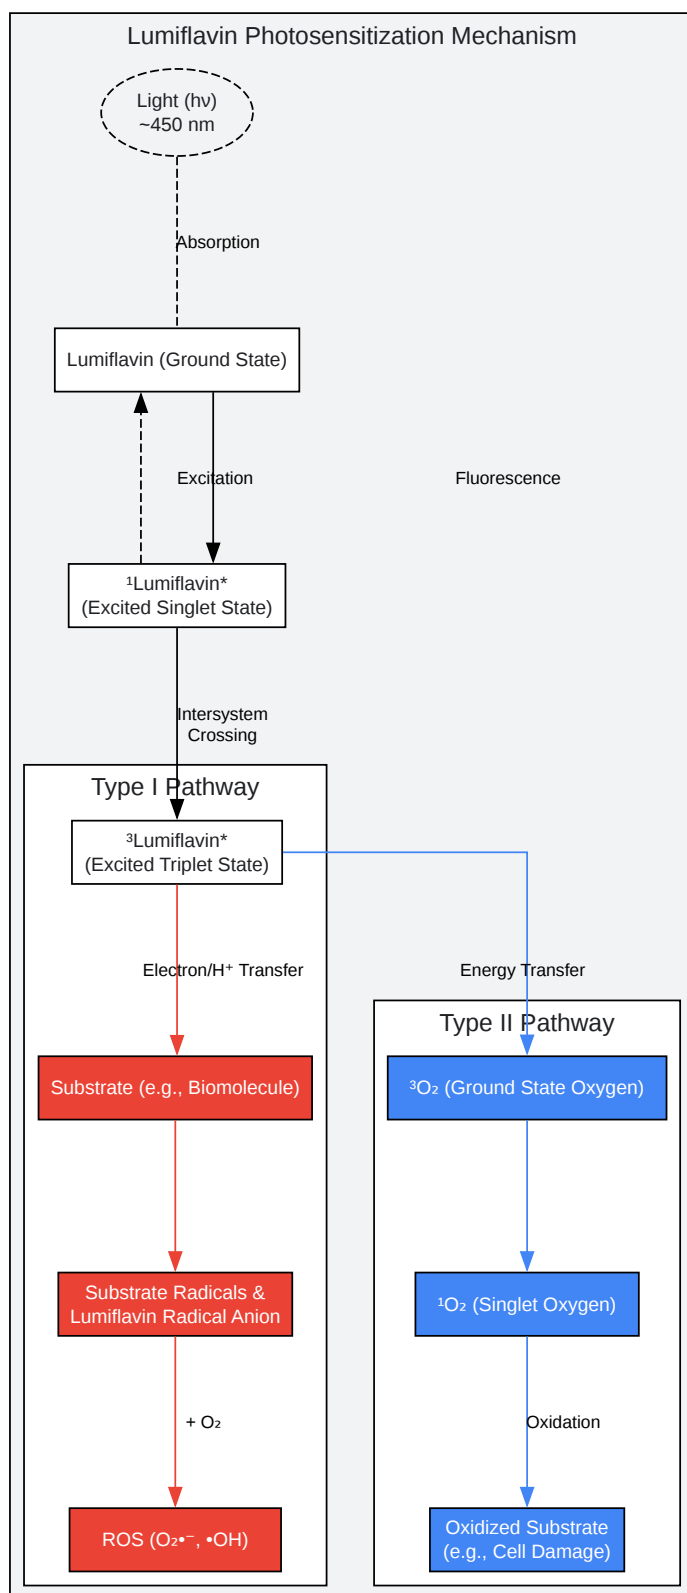 Lumiflavin Photosensitization Mechanism
Light (hν)
~450 nm
Absorption
Lumiflavin (Ground State)
Excitation
Fluorescence
¹Lumiflavin*
(Excited Singlet State)
Intersystem
Crossing
Type I Pathway
³Lumiflavin*
(Excited Triplet State)
Electron/H⁺ Transfer
Energy Transfer
Type II Pathway
Substrate (e.g., Biomolecule)
³O₂ (Ground State Oxygen)
Substrate Radicals &
Lumiflavin Radical Anion
¹O₂ (Singlet Oxygen)
+ O₂
Oxidation
ROS (O₂•⁻, •OH)
Oxidized Substrate
(e.g., Cell Damage)